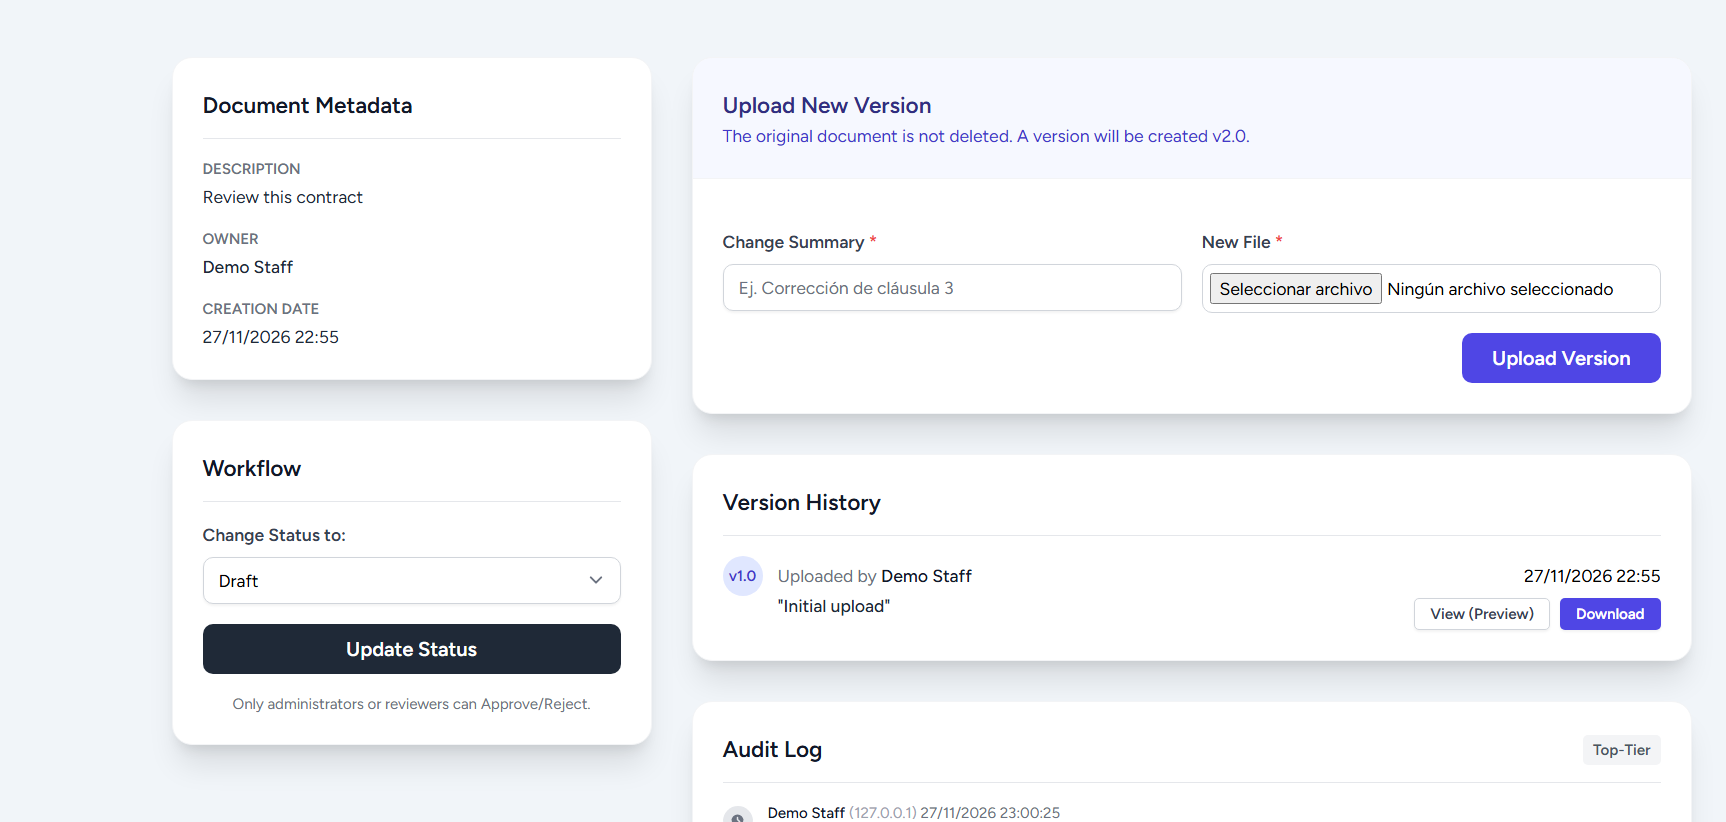 Document Metadata
DESCRIPTION
Review this contract
OWNER
Demo Staff
CREATION DATE
27/11/2026 22:55
Workflow
Change Status to:
Draft
Update Status
Only administrators or reviewers can Approve/Reject.
Upload New Version
The original document is not deleted. A version will be created v2.0.
Change Summary *
Ej. Corrección de cláusula 3
New File *
Seleccionar archivo Ningún archivo seleccionado
Upload Version
Version History
v1.0 Uploaded by Demo Staff 27/11/2026 22:55
"Initial upload"
View (Preview) Download
Audit Log Top-Tier
Demo Staff (127.0.0.1) 27/11/2026 23:00:25